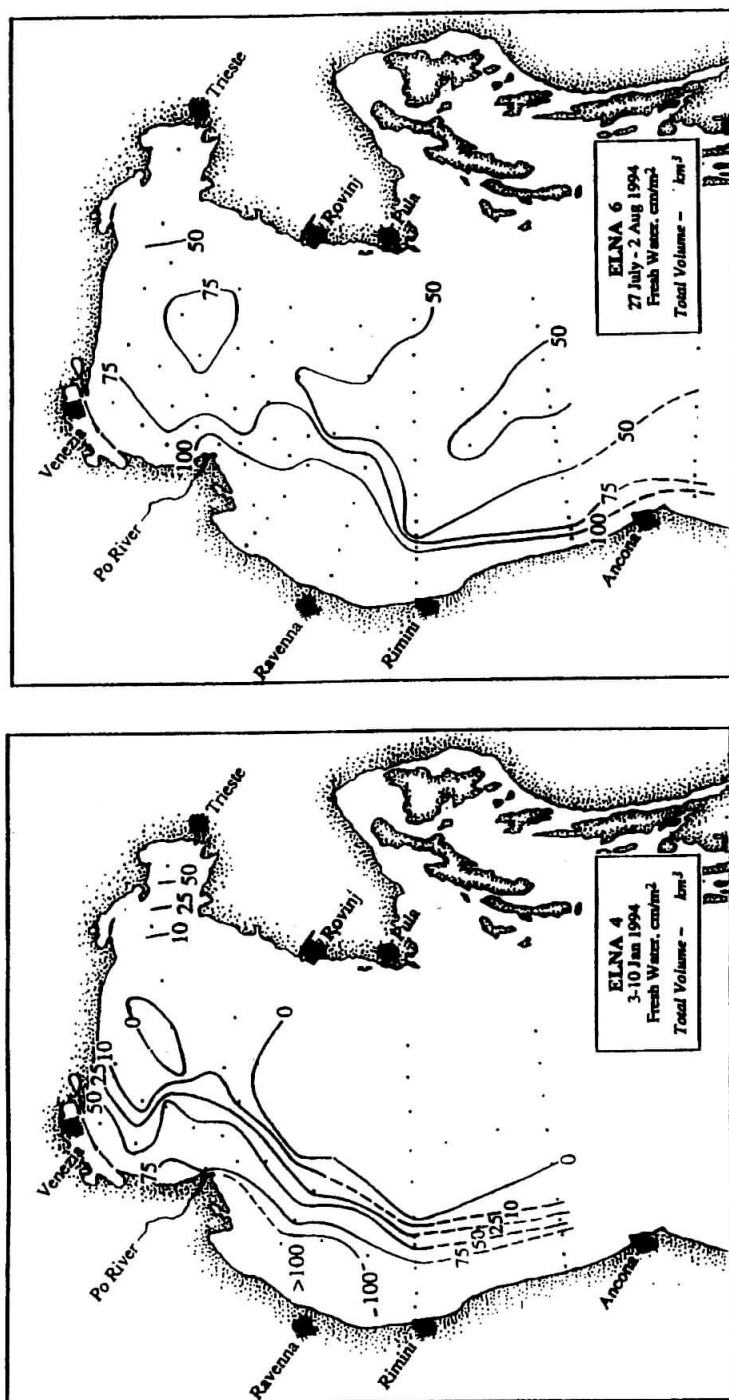 Trieste
Venezia
50
75
75
100
Po River
Rovinj
Pula
50
50
50
75
100
Ravenna
Rimini
Ancona
ELNA 6
27 July - 2 Aug 1994
Fresh Water, cm/m²
Total Volume - km³
Trieste
Venezia
50
25
10
0
10
25
50
75
Po River
Rovinj
Pula
0
>100
-100
0
75
50
25
10
Ravenna
Rimini
Ancona
ELNA 4
3-10 Jan 1994
Fresh Water, cm/m²
Total Volume - km³